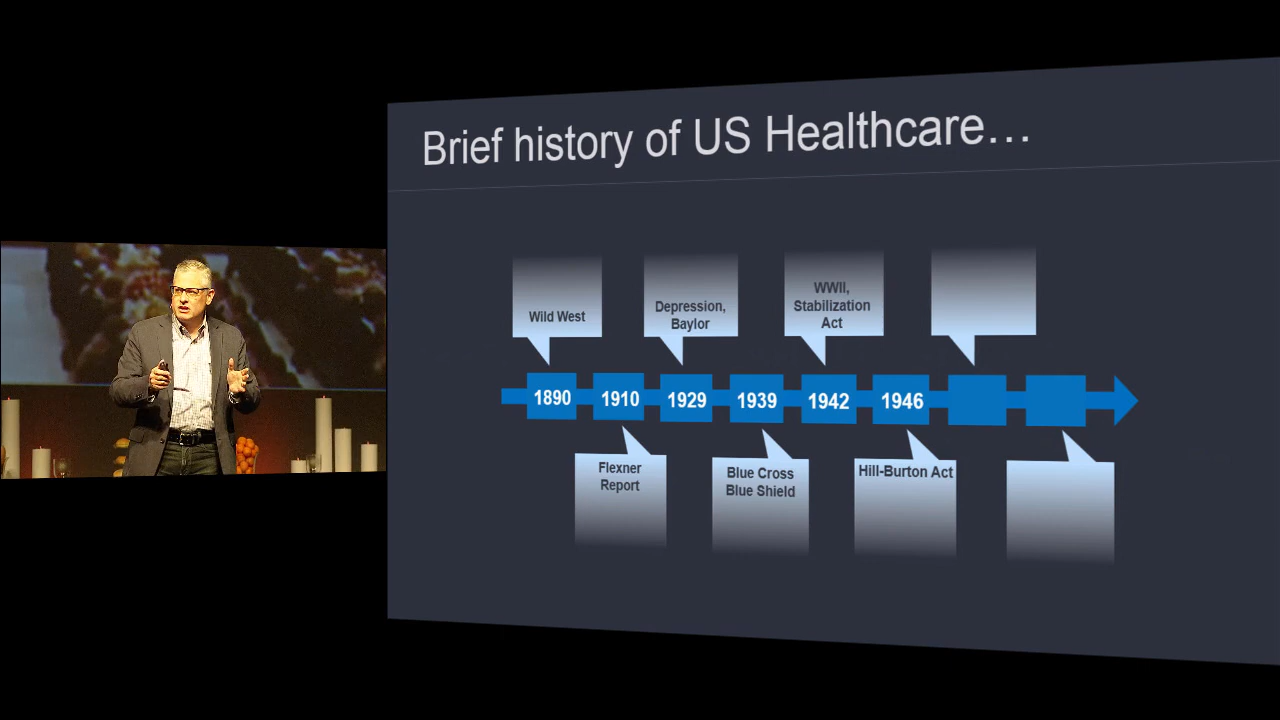 Brief history of US Healthcare…
Wild West
Depression,
Baylor
WWII,
Stabilization
Act
1890
1910
1929
1939
1942
1946
Flexner
Report
Blue Cross
Blue Shield
Hill-Burton Act